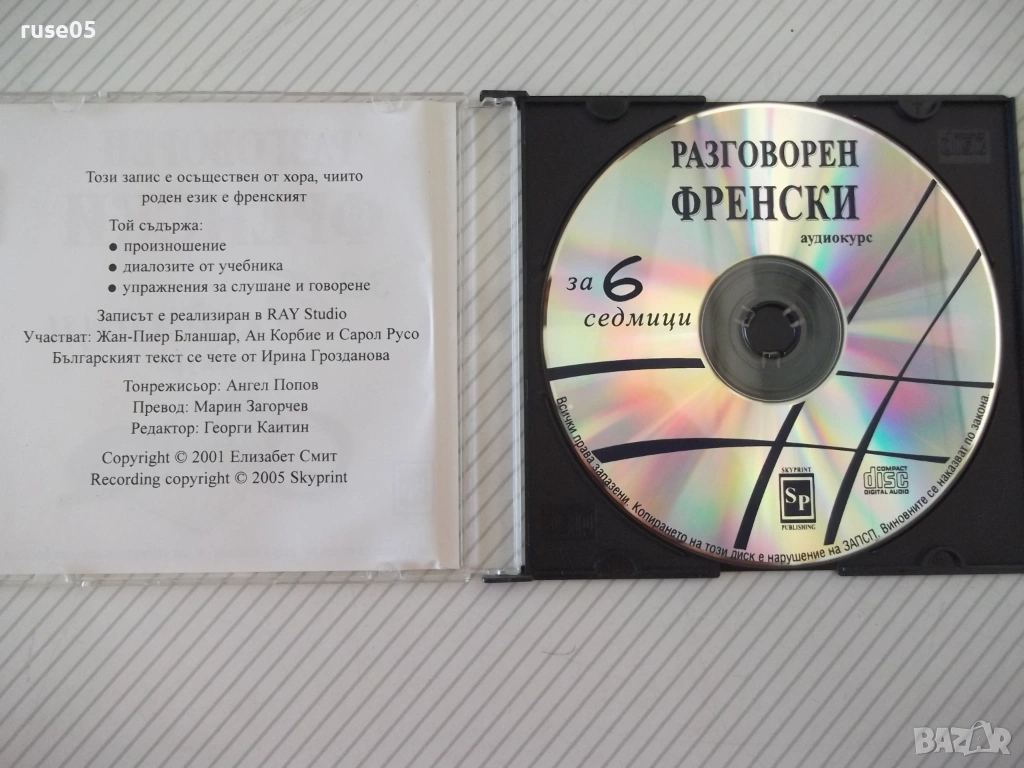 ruse05
Този запис е осъществен от хора, чиито
роден език е френският
Той съдържа:
● произношение
● диалозите от учебника
● упражнения за слушане и говорене
Записът е реализиран в RAY Studio
Участват: Жан-Пиер Бланшар, Ан Корбие и Сарол Русо
Българският текст се чете от Ирина Грозданова
Тонрежисьор: Ангел Попов
Превод: Марин Загорчев
Редактор: Георги Каитин
Copyright © 2001 Елизабет Смит
Recording copyright © 2005 Skyprint
РАЗГОВОРЕН
ФРЕНСКИ
аудиокурс
за 6
седмици
SKYPRINT
SP
PUBLISHING
COMPACT
disc
DIGITAL AUDIO
Всички права запазени. Копирането на този диск е нарушение на ЗАПСП. Виновните се наказват по закона.
BAZAR